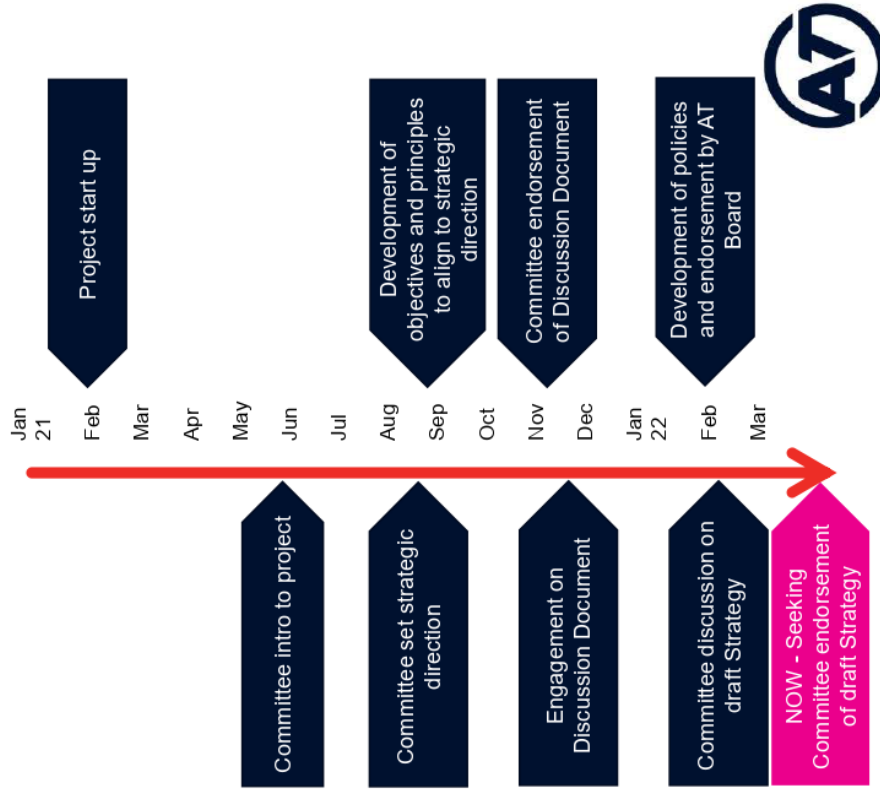 Project start up
Development of
objectives and principles
to align to strategic
direction
Committee endorsement
of Discussion Document
Development of policies
and endorsement by AT
Board
AT
Jan
21
Feb
Mar
Apr
May
Jun
Jul
Aug
Sep
Oct
Nov
Dec
Jan
22
Feb
Mar
Committee intro to project
Committee set strategic
direction
Engagement on
Discussion Document
Committee discussion on
draft Strategy
NOW - Seeking
Committee endorsement
of draft Strategy